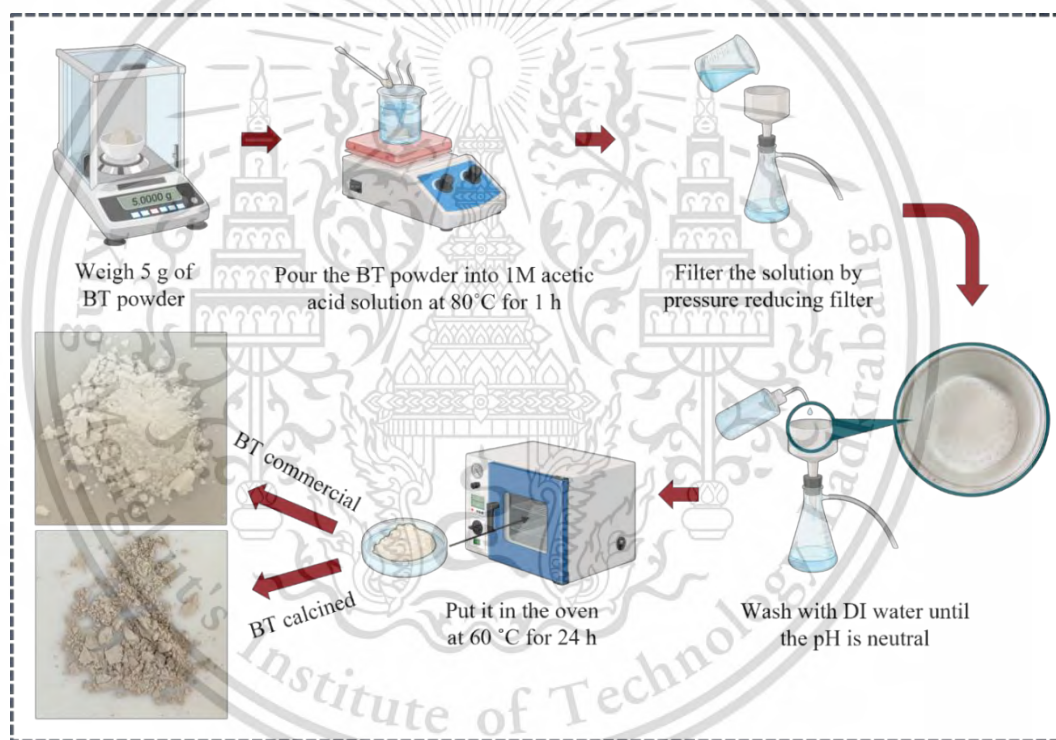 5.0000 g
Weigh 5 g of
BT powder
Pour the BT powder into 1M acetic
acid solution at 80˚C for 1 h
Filter the solution by
pressure reducing filter
Wash with DI water until
the pH is neutral
Put it in the oven
at 60 ˚C for 24 h
BT commercial
BT calcined
Institute of Technology Ladkrabang